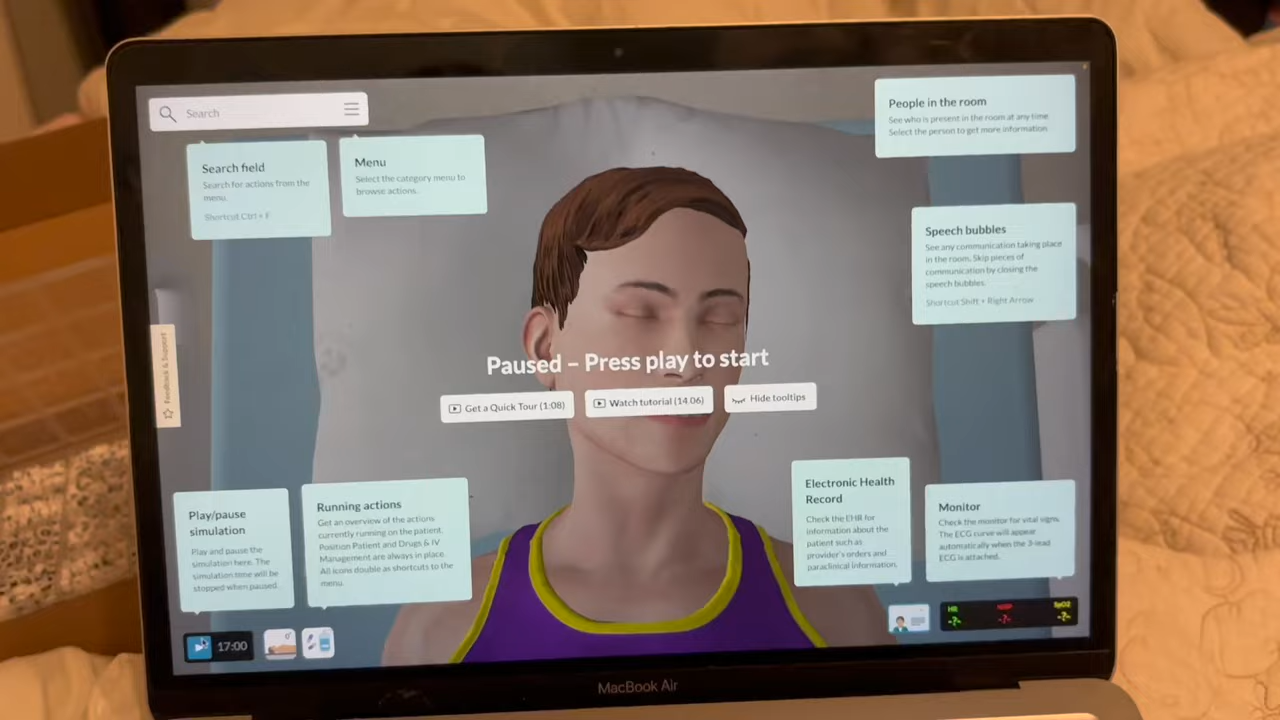 Search
People in the room
See who is present in the room at any time.
Select the person to get more information.
Search field
Search for actions from the
menu.
Shortcut Ctrl + F
Menu
Select the category menu to
browse actions.
Speech bubbles
See any communication taking place
in the room. Skip pieces of
communication by closing the
speech bubbles.
Shortcut Shift + Right Arrow
Feedback & Support
Paused – Press play to start
Get a Quick Tour (1:08)
Watch tutorial (14.06)
Hide tooltips
Play/pause
simulation
Play and pause the
simulation here. The
simulation time will be
stopped when paused.
Running actions
Get an overview of the actions
currently running on the patient.
Position Patient and Drugs & IV
Management are always in place.
All icons double as shortcuts to the
menu.
Electronic Health
Record
Check the EHR for
information about the
patient such as
provider's orders and
paraclinical information.
Monitor
Check the monitor for vital signs.
The ECG curve will appear
automatically when the 3-lead
ECG is attached.
17:00
0°
HR
NIBP
SpO2
-?-
-?-
-?-
MacBook Air